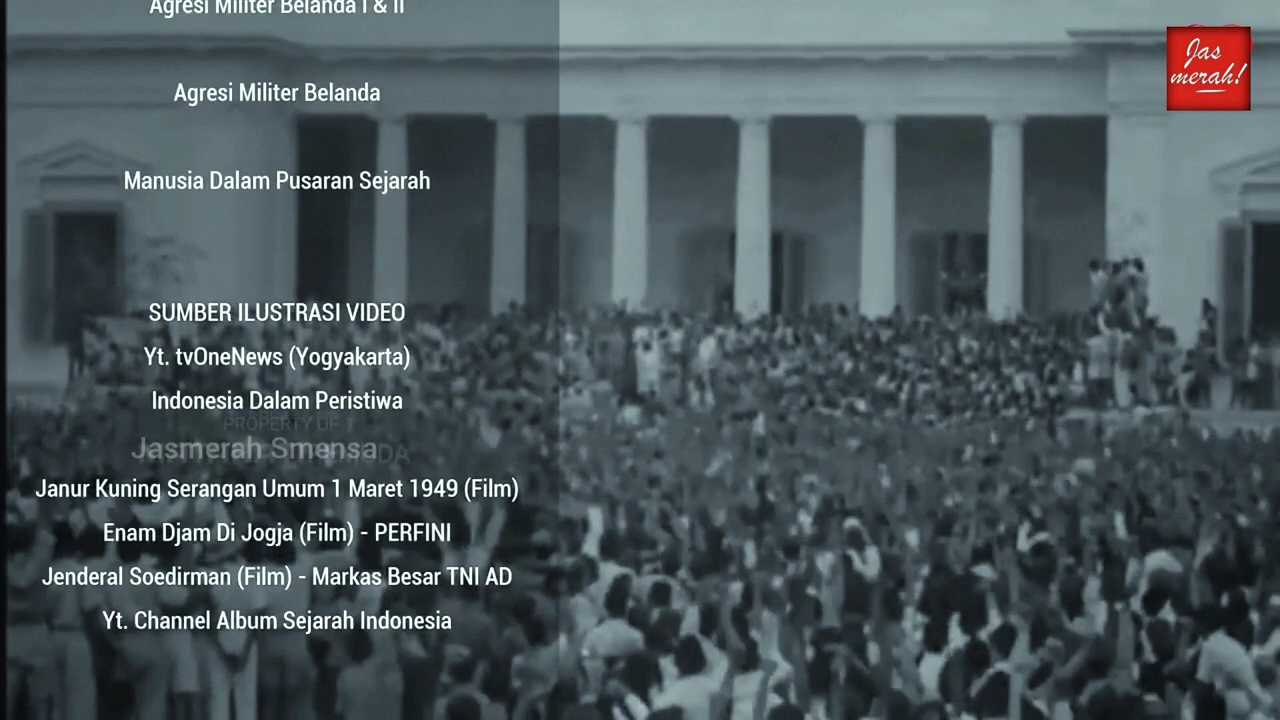 Agresi Militer Belanda I & II
Agresi Militer Belanda
Manusia Dalam Pusaran Sejarah
SUMBER ILUSTRASI VIDEO
Yt. tvOneNews (Yogyakarta)
Indonesia Dalam Peristiwa
PROPERTY OF
Jasmerah Smensa
Janur Kuning Serangan Umum 1 Maret 1949 (Film)
Enam Djam Di Jogja (Film) - PERFINI
Jenderal Soedirman (Film) - Markas Besar TNI AD
Yt. Channel Album Sejarah Indonesia
Jas
merah!